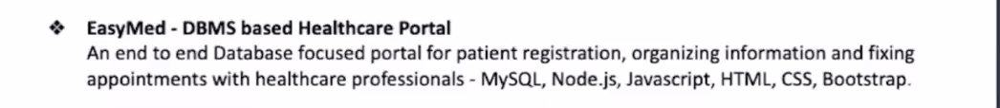 ❖ EasyMed - DBMS based Healthcare Portal
An end to end Database focused portal for patient registration, organizing information and fixing
appointments with healthcare professionals - MySQL, Node.js, Javascript, HTML, CSS, Bootstrap.